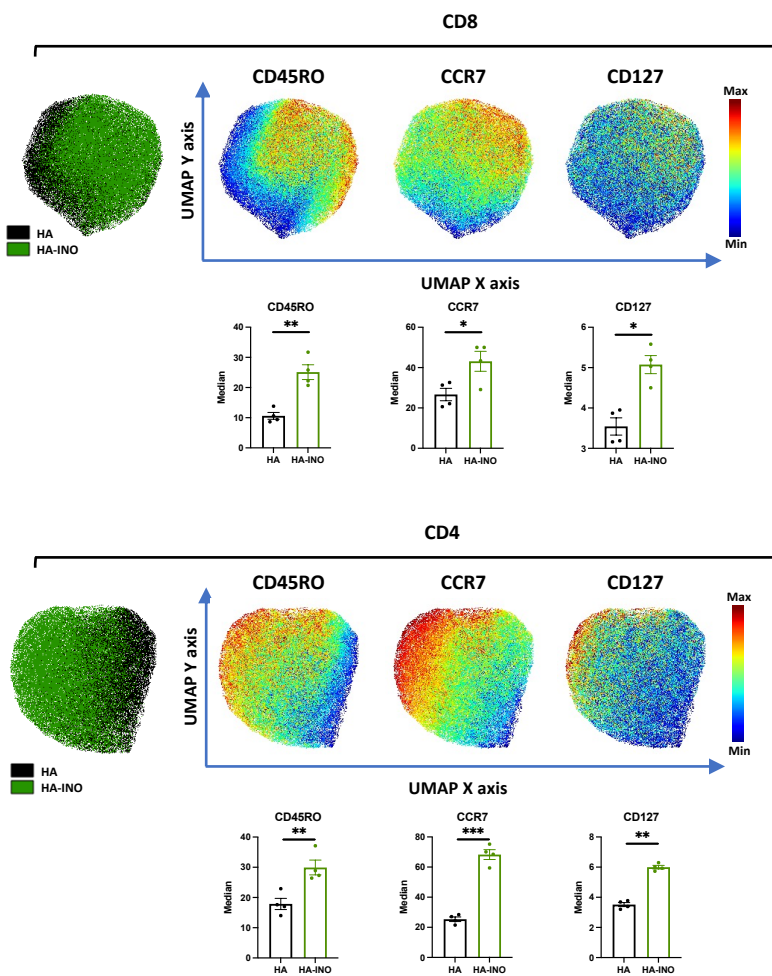 CD8
CD45RO CCR7 CD127
Max
Min
UMAP Y axis
UMAP X axis
HA
HA-INO
CD45RO
**
Median
40
30
20
10
0
HA HA-INO
CCR7
*
Median
60
40
20
0
HA HA-INO
CD127
*
Median
6
5
4
3
HA HA-INO
CD4
CD45RO CCR7 CD127
Max
Min
UMAP Y axis
UMAP X axis
HA
HA-INO
CD45RO
**
Median
40
30
20
10
0
HA HA-INO
CCR7
***
Median
80
60
40
20
0
HA HA-INO
CD127
**
Median
8
6
4
2
0
HA HA-INO